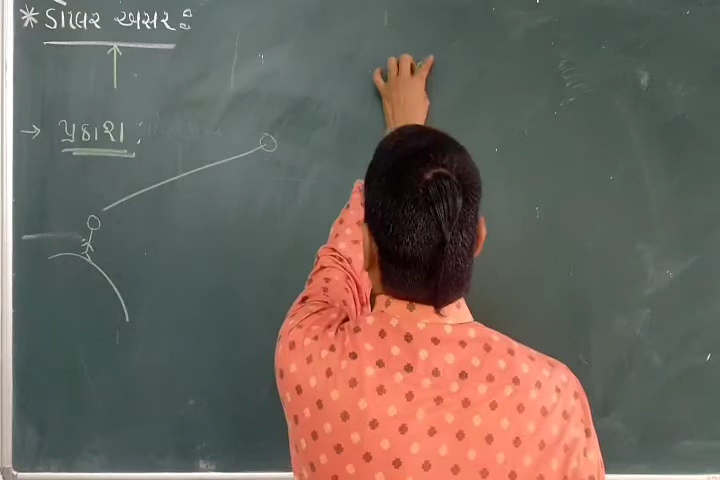 * ડોપ્લર અસર :
→ પ્રકાશ :